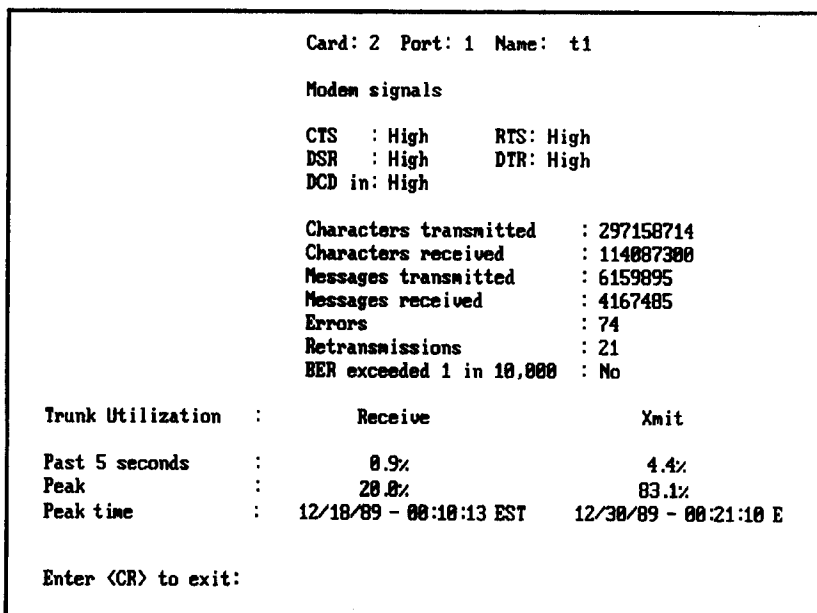 Card: 2 Port: 1 Name: t1
Modem signals
CTS : High RTS: High
DSR : High DTR: High
DCD in: High
Characters transmitted : 297158714
Characters received : 114087300
Messages transmitted : 6159895
Messages received : 4167485
Errors : 74
Retransmissions : 21
BER exceeded 1 in 10,000 : No
Trunk Utilization : Receive Xmit
Past 5 seconds : 0.9% 4.4%
Peak : 20.0% 83.1%
Peak time : 12/18/89 - 00:10:13 EST 12/30/89 - 00:21:10 E
Enter <CR> to exit: